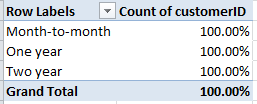 Row Labels Count of customerID
Month-to-month 100.00%
One year 100.00%
Two year 100.00%
Grand Total 100.00%